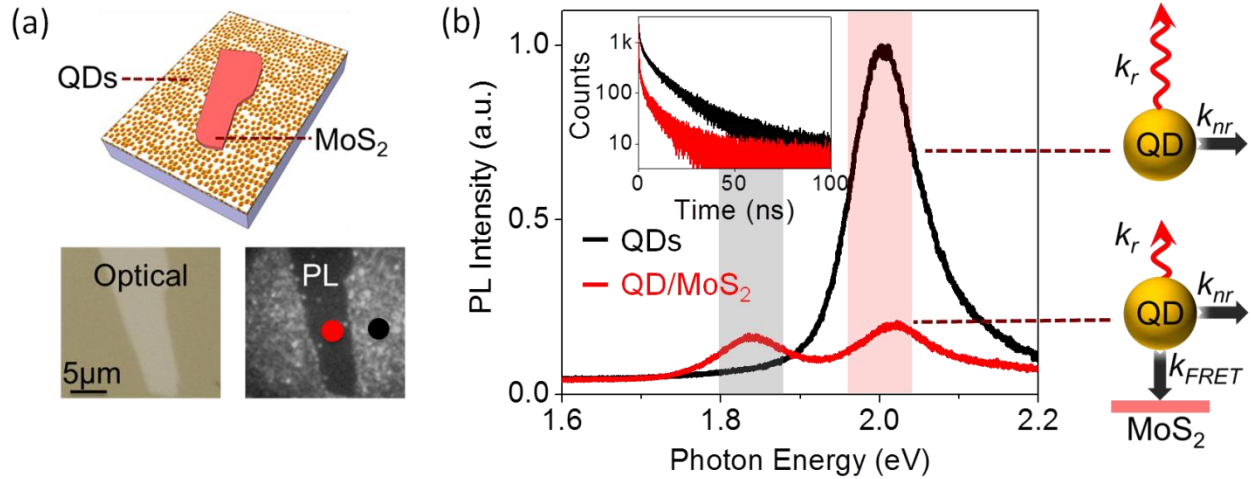 (a)
QDs
MoS₂
Optical
5μm
PL
(b)
PL Intensity (a.u.)
1.0
0.5
0.0
1.6
1.8
2.0
2.2
Photon Energy (eV)
Counts
1k
100
10
0
50
100
Time (ns)
QDs
QD/MoS₂
kᵣ
QD
kₙᵣ
kᵣ
QD
kₙᵣ
k_FRET
MoS₂